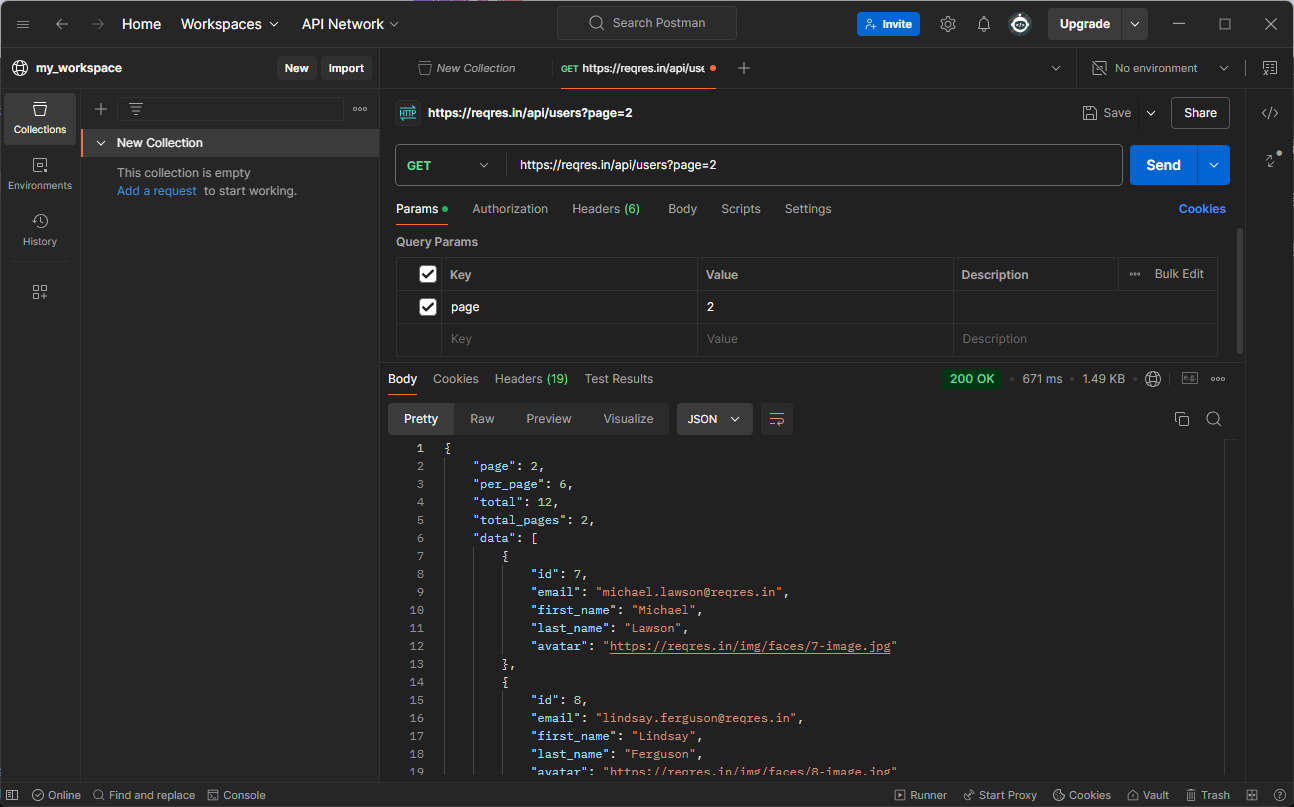 Home Workspaces API Network Search Postman Invite Upgrade
my_workspace New Import New Collection GET https://reqres.in/api/use No environment
Collections
Environments
History
New Collection
This collection is empty
Add a request to start working.
HTTP https://reqres.in/api/users?page=2 Save Share
GET https://reqres.in/api/users?page=2 Send
Params Authorization Headers (6) Body Scripts Settings Cookies
Query Params
Key Value Description Bulk Edit
page 2
Key Value Description
Body Cookies Headers (19) Test Results 200 OK 671 ms 1.49 KB e.g.
Pretty Raw Preview Visualize JSON
1 {
2 "page": 2,
3 "per_page": 6,
4 "total": 12,
5 "total_pages": 2,
6 "data": [
7 {
8 "id": 7,
9 "email": "michael.lawson@reqres.in",
10 "first_name": "Michael",
11 "last_name": "Lawson",
12 "avatar": "https://reqres.in/img/faces/7-image.jpg"
13 },
14 {
15 "id": 8,
16 "email": "lindsay.ferguson@reqres.in",
17 "first_name": "Lindsay",
18 "last_name": "Ferguson",
19 "avatar": "https://reqres.in/img/faces/8-image.jpg"
Online Find and replace Console Runner Start Proxy Cookies Vault Trash